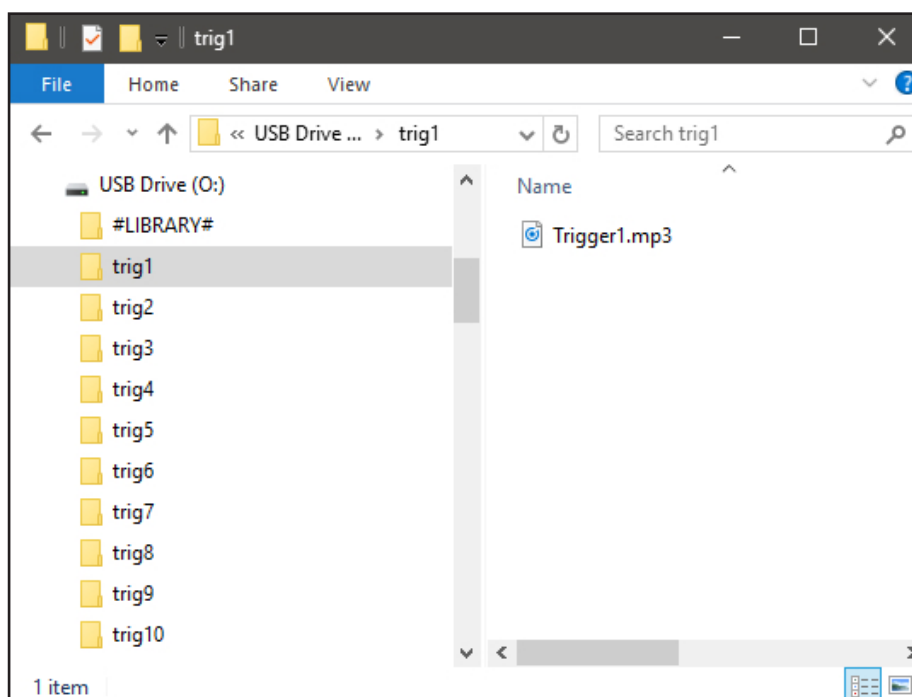 trig1
File Home Share View
« USB Drive ... › trig1 Search trig1
USB Drive (O:)
#LIBRARY#
trig1
trig2
trig3
trig4
trig5
trig6
trig7
trig8
trig9
trig10
Name
Trigger1.mp3
1 item